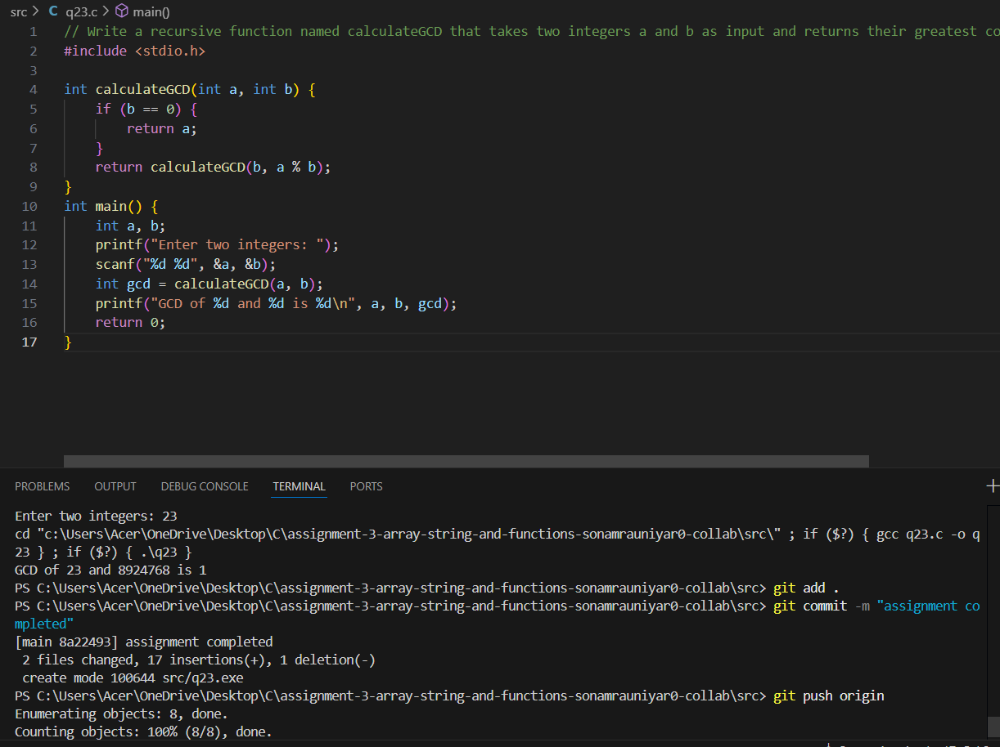 src > C q23.c > main()
1 // Write a recursive function named calculateGCD that takes two integers a and b as input and returns their greatest co
2 #include <stdio.h>
3
4 int calculateGCD(int a, int b) {
5     if (b == 0) {
6         return a;
7     }
8     return calculateGCD(b, a % b);
9 }
10 int main() {
11     int a, b;
12     printf("Enter two integers: ");
13     scanf("%d %d", &a, &b);
14     int gcd = calculateGCD(a, b);
15     printf("GCD of %d and %d is %d\n", a, b, gcd);
16     return 0;
17 }
PROBLEMS OUTPUT DEBUG CONSOLE TERMINAL PORTS
Enter two integers: 23
cd "c:\Users\Acer\OneDrive\Desktop\C\assignment-3-array-string-and-functions-sonamrauniyar0-collab\src\" ; if ($?) { gcc q23.c -o q
23 } ; if ($?) { .\q23 }
GCD of 23 and 8924768 is 1
PS C:\Users\Acer\OneDrive\Desktop\C\assignment-3-array-string-and-functions-sonamrauniyar0-collab\src> git add .
PS C:\Users\Acer\OneDrive\Desktop\C\assignment-3-array-string-and-functions-sonamrauniyar0-collab\src> git commit -m "assignment co
mpleted"
[main 8a22493] assignment completed
 2 files changed, 17 insertions(+), 1 deletion(-)
 create mode 100644 src/q23.exe
PS C:\Users\Acer\OneDrive\Desktop\C\assignment-3-array-string-and-functions-sonamrauniyar0-collab\src> git push origin
Enumerating objects: 8, done.
Counting objects: 100% (8/8), done.